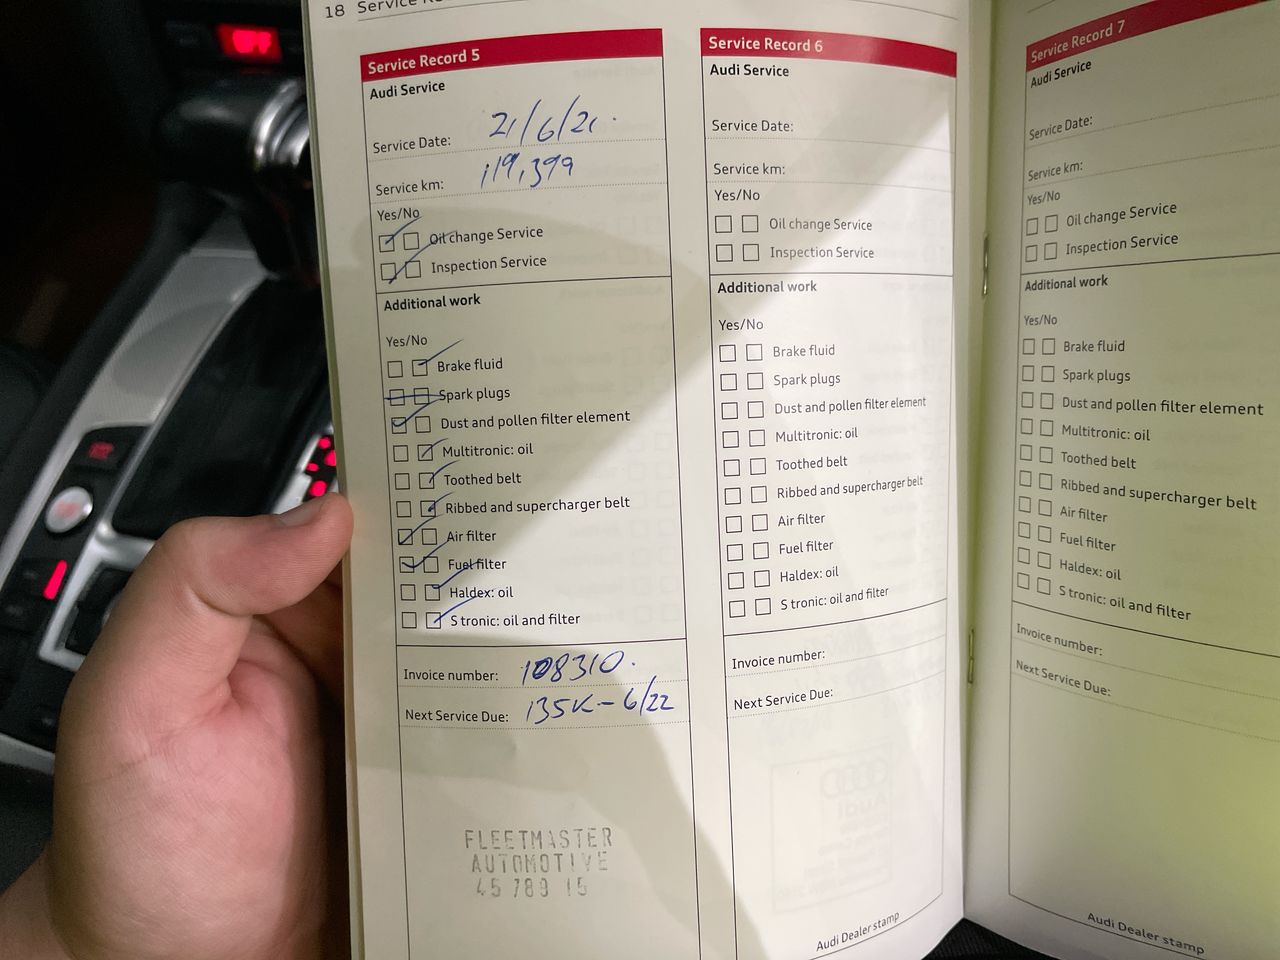 18 Service
Service Record 5
Audi Service
Service Date: 21/6/21.
Service km: 119,399
Yes/No
Oil change Service
Inspection Service
Additional work
Yes/No
Brake fluid
Spark plugs
Dust and pollen filter element
Multitronic: oil
Toothed belt
Ribbed and supercharger belt
Air filter
Fuel filter
Haldex: oil
S tronic: oil and filter
Invoice number: 108310.
Next Service Due: 135K - 6/22
FLEETMASTER
AUTOMOTIVE
45 789 15
Service Record 6
Audi Service
Service Date:
Service km:
Yes/No
Oil change Service
Inspection Service
Additional work
Yes/No
Brake fluid
Spark plugs
Dust and pollen filter element
Multitronic: oil
Toothed belt
Ribbed and supercharger belt
Air filter
Fuel filter
Haldex: oil
S tronic: oil and filter
Invoice number:
Next Service Due:
Audi Dealer stamp
Service Record 7
Audi Service
Service Date:
Service km:
Yes/No
Oil change Service
Inspection Service
Additional work
Yes/No
Brake fluid
Spark plugs
Dust and pollen filter element
Multitronic: oil
Toothed belt
Ribbed and supercharger belt
Air filter
Fuel filter
Haldex: oil
S tronic: oil and filter
Invoice number:
Next Service Due:
Audi Dealer stamp